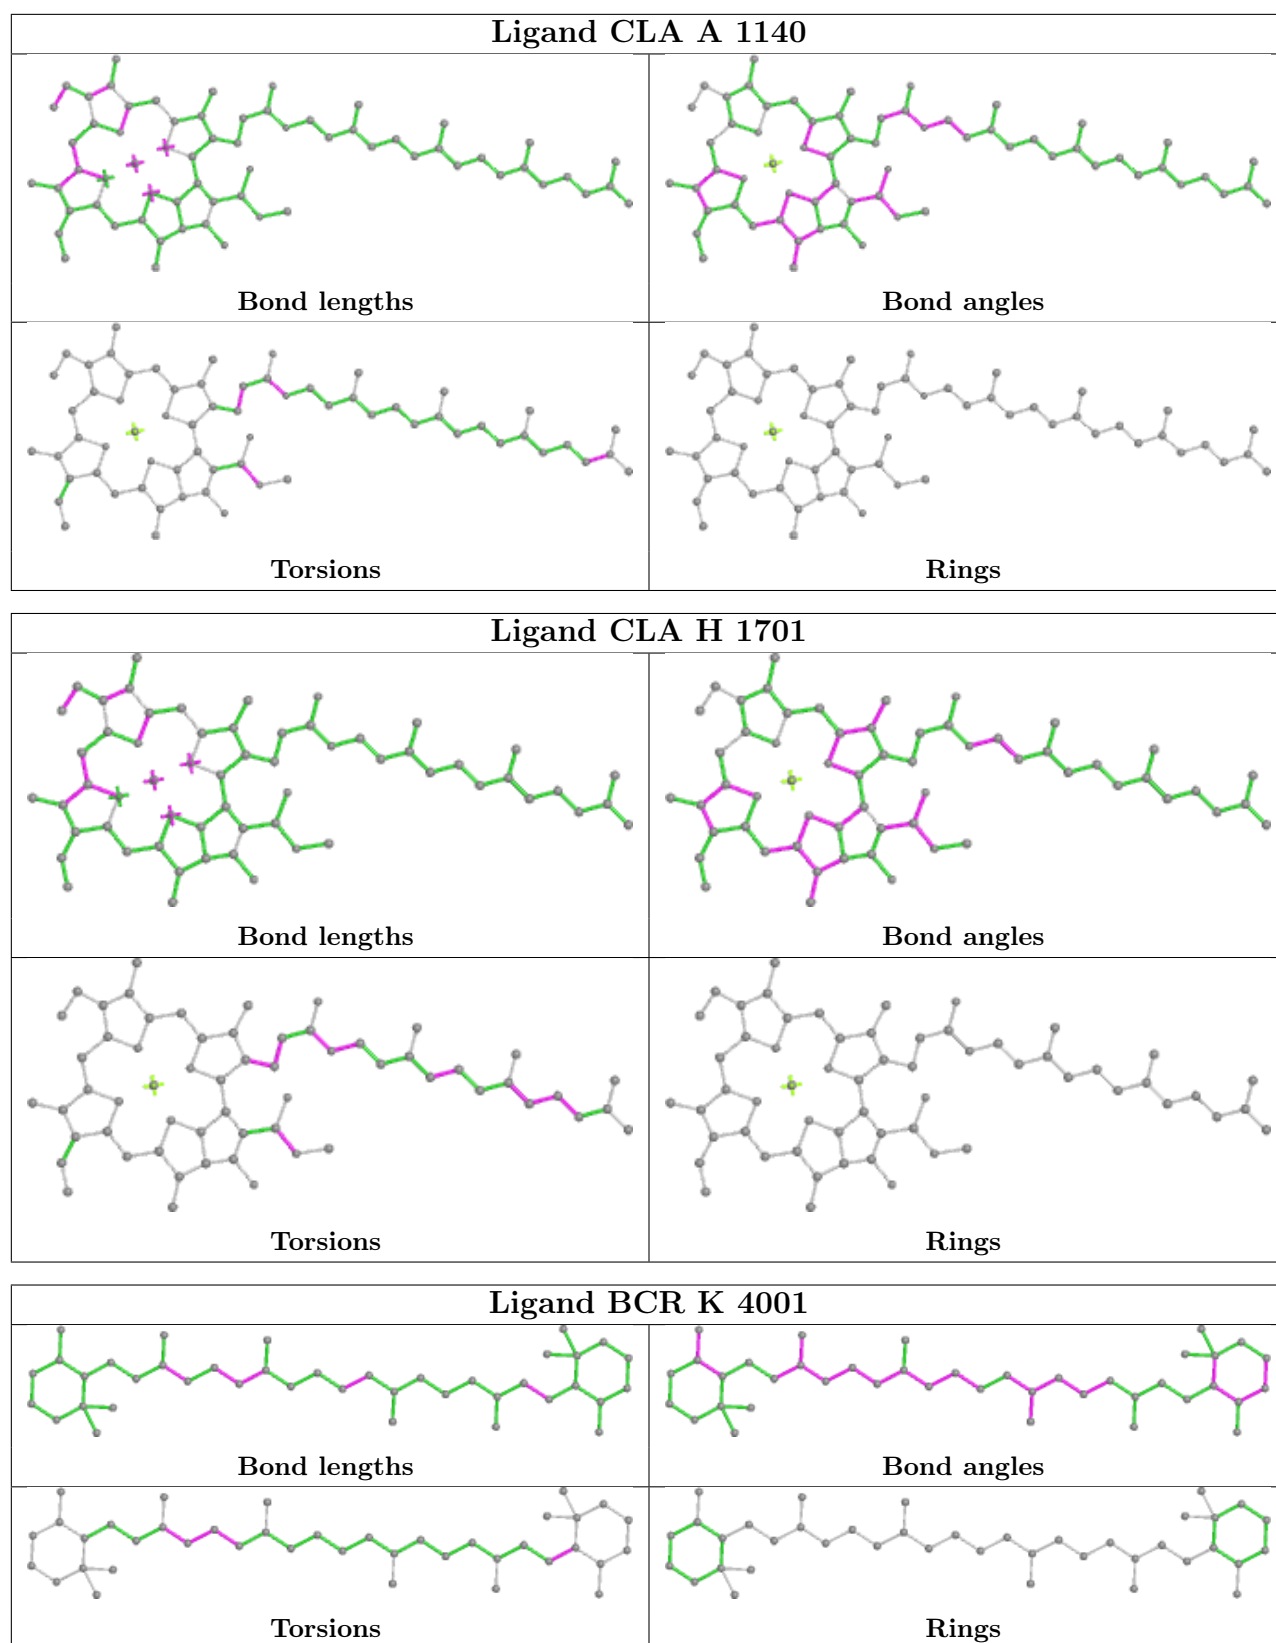 Ligand CLA A 1140
Bond lengths
Bond angles
Torsions
Rings
Ligand CLA H 1701
Bond lengths
Bond angles
Torsions
Rings
Ligand BCR K 4001
Bond lengths
Bond angles
Torsions
Rings